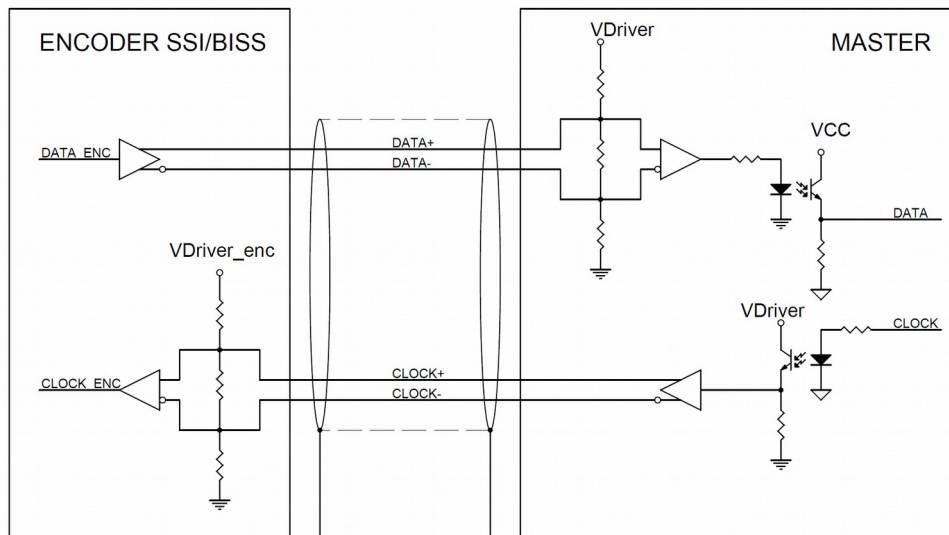 ENCODER SSI/BISS
MASTER
VDriver
VCC
DATA_ENC
DATA+
DATA-
DATA
VDriver_enc
VDriver
CLOCK
CLOCK_ENC
CLOCK+
CLOCK-